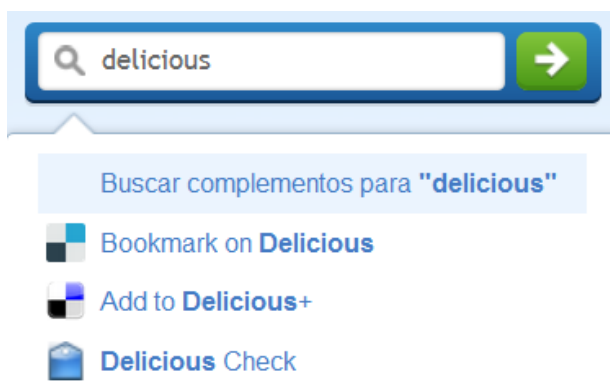 delicious
Buscar complementos para "delicious"
Bookmark on Delicious
Add to Delicious+
Delicious Check